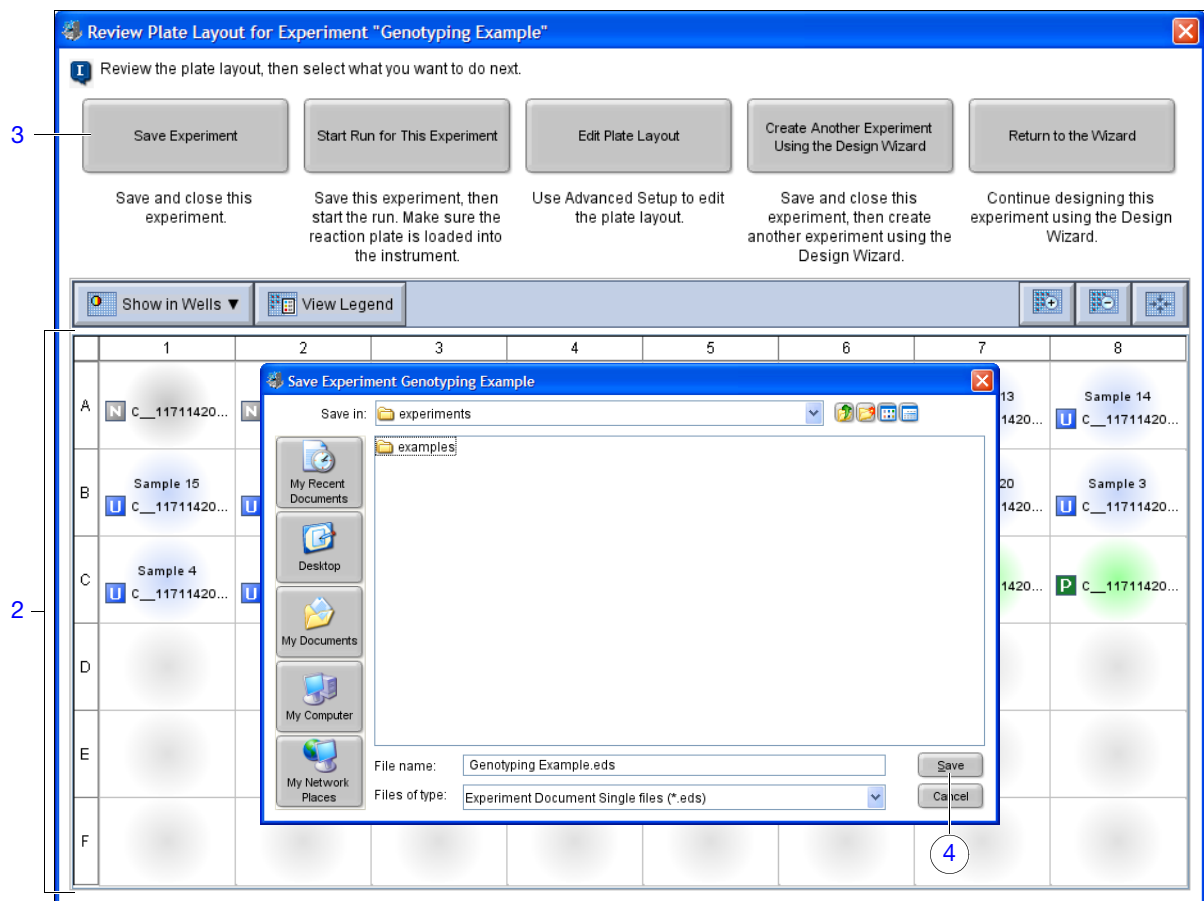 Review Plate Layout for Experiment "Genotyping Example"
Review the plate layout, then select what you want to do next.
3
Save Experiment
Start Run for This Experiment
Edit Plate Layout
Create Another Experiment
Using the Design Wizard
Return to the Wizard
Save and close this
experiment.
Save this experiment, then
start the run. Make sure the
reaction plate is loaded into
the instrument.
Use Advanced Setup to edit
the plate layout.
Save and close this
experiment, then create
another experiment using the
Design Wizard.
Continue designing this
experiment using the Design
Wizard.
Show in Wells ▼
View Legend
1 2 3 4 5 6 7 8
A
N C__11711420...
N
13
1420...
Sample 14
U C__11711420...
B
Sample 15
U C__11711420...
U
20
1420...
Sample 3
U C__11711420...
C
Sample 4
U C__11711420...
U
1420...
P C__11711420...
2
D
E
F
Save Experiment Genotyping Example
Save in:
experiments
examples
My Recent
Documents
Desktop
My Documents
My Computer
My Network
Places
File name:
Genotyping Example.eds
Save
Files of type:
Experiment Document Single files (*.eds)
Cancel
4